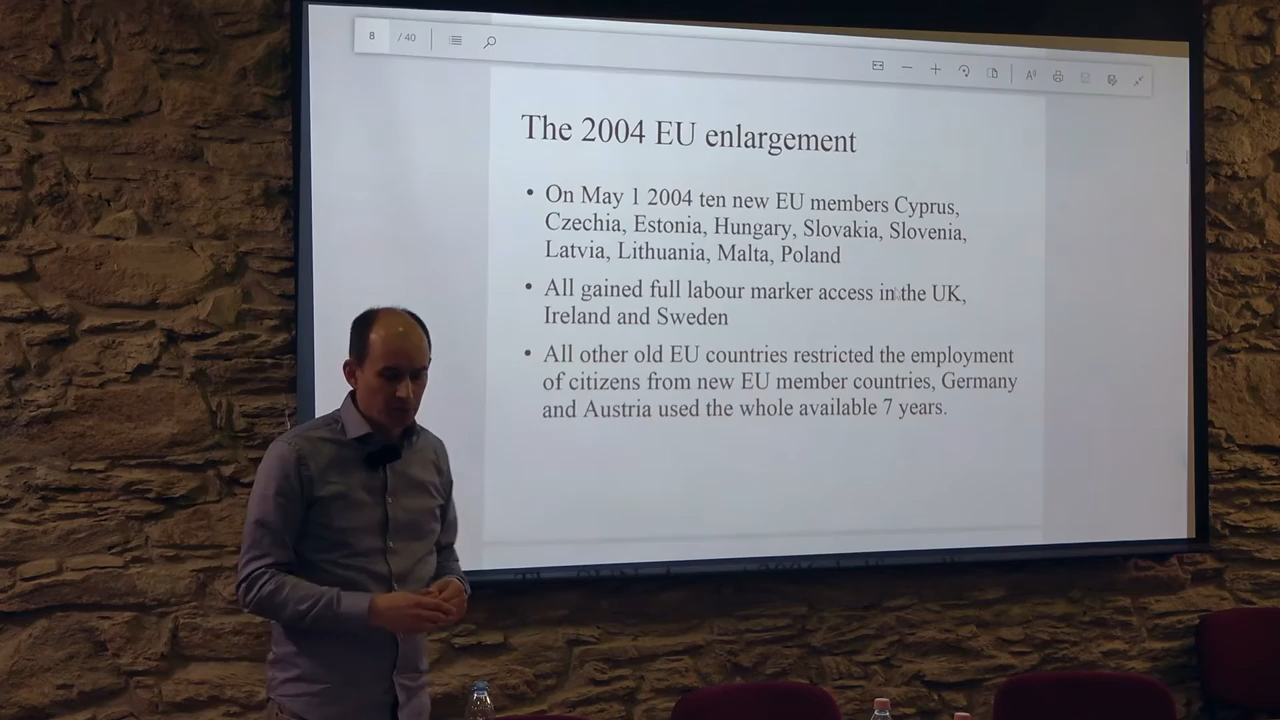 8 / 40
The 2004 EU enlargement
• On May 1 2004 ten new EU members Cyprus,
Czechia, Estonia, Hungary, Slovakia, Slovenia,
Latvia, Lithuania, Malta, Poland
• All gained full labour marker access in the UK,
Ireland and Sweden
• All other old EU countries restricted the employment
of citizens from new EU member countries, Germany
and Austria used the whole available 7 years.